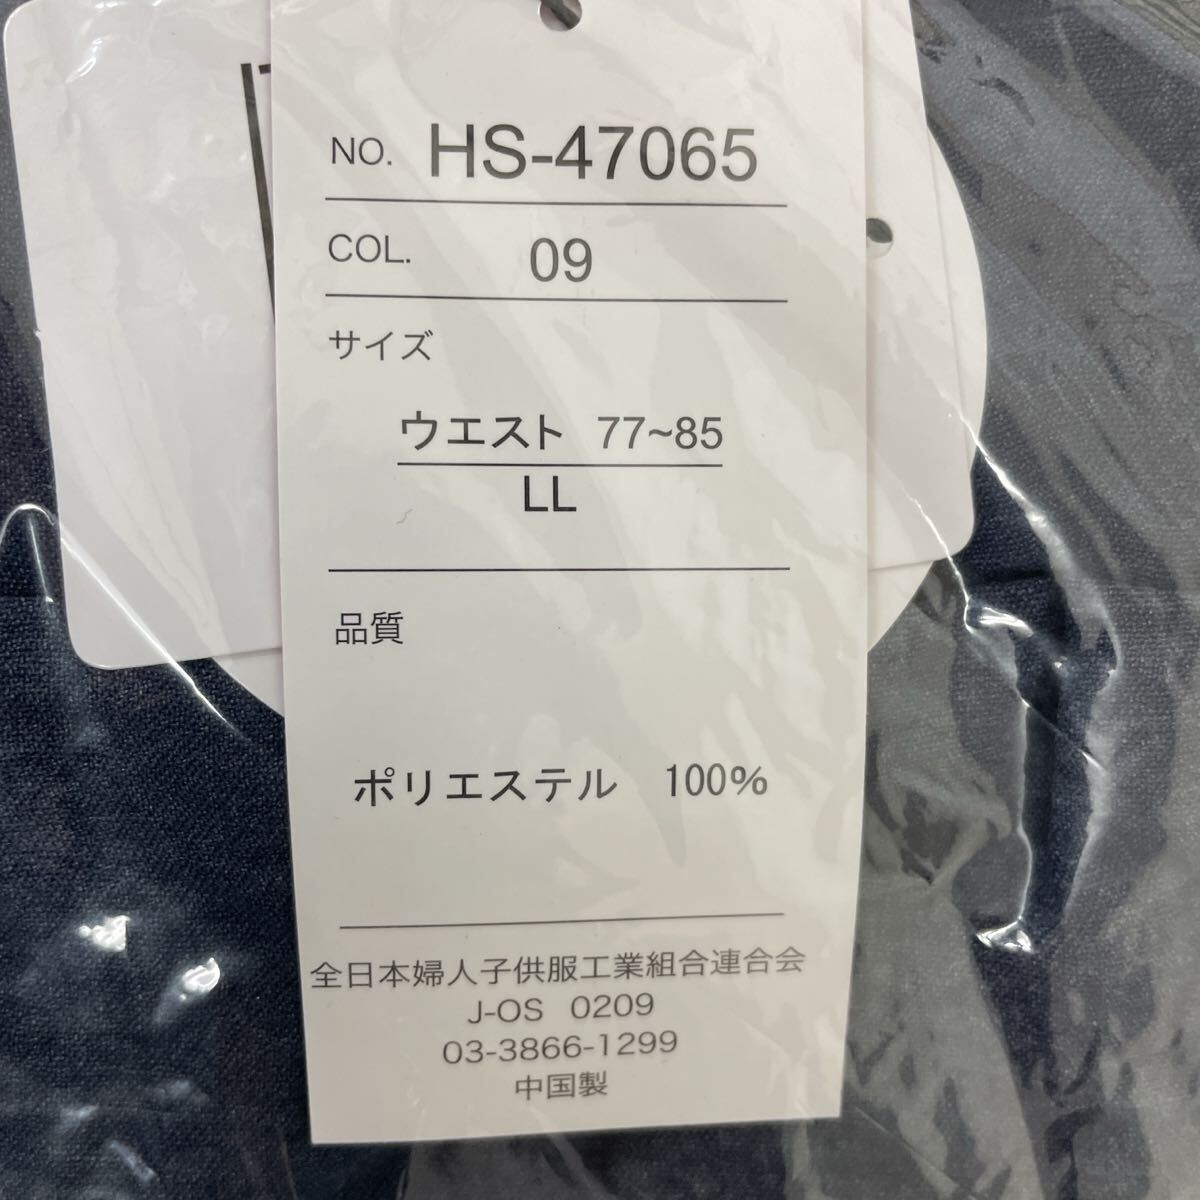 NO. HS-47065
COL. 09
サイズ
ウエスト 77~85
LL
品質
ポリエステル 100%
全日本婦人子供服工業組合連合会
J-OS 0209
03-3866-1299
中国製